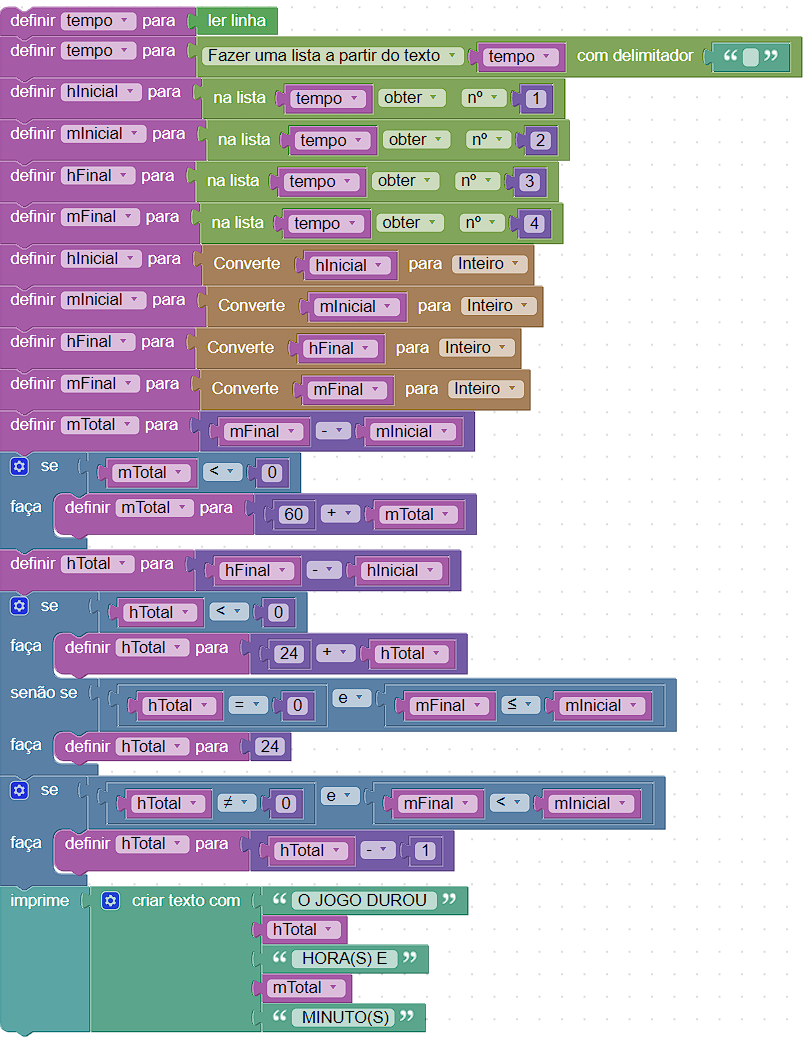 definir tempo para ler linha
definir tempo para Fazer uma lista a partir do texto tempo com delimitador “ ”
definir hInicial para na lista tempo obter nº 1
definir mInicial para na lista tempo obter nº 2
definir hFinal para na lista tempo obter nº 3
definir mFinal para na lista tempo obter nº 4
definir hInicial para Converte hInicial para Inteiro
definir mInicial para Converte mInicial para Inteiro
definir hFinal para Converte hFinal para Inteiro
definir mFinal para Converte mFinal para Inteiro
definir mTotal para mFinal - mInicial
se mTotal < 0
faça definir mTotal para 60 + mTotal
definir hTotal para hFinal - hInicial
se hTotal < 0
faça definir hTotal para 24 + hTotal
senão se hTotal = 0 e mFinal ≤ mInicial
faça definir hTotal para 24
se hTotal ≠ 0 e mFinal < mInicial
faça definir hTotal para hTotal - 1
imprime criar texto com “ O JOGO DUROU ”
hTotal
“ HORA(S) E ”
mTotal
“ MINUTO(S) ”